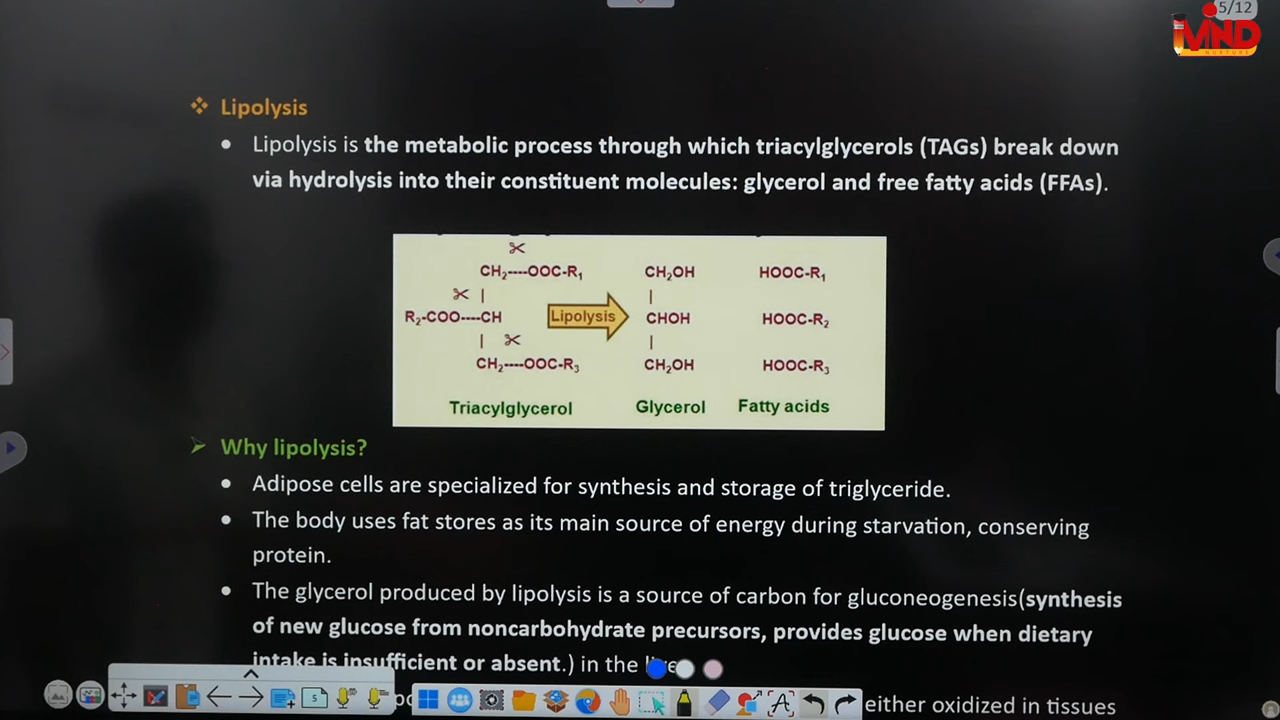 5/12
MIND
NURTURE
❖ Lipolysis
• Lipolysis is the metabolic process through which triacylglycerols (TAGs) break down
via hydrolysis into their constituent molecules: glycerol and free fatty acids (FFAs).
CH₂----OOC-R₁ CH₂OH HOOC-R₁
R₂-COO----CH Lipolysis CHOH HOOC-R₂
CH₂----OOC-R₃ CH₂OH HOOC-R₃
Triacylglycerol Glycerol Fatty acids
➢ Why lipolysis?
• Adipose cells are specialized for synthesis and storage of triglyceride.
• The body uses fat stores as its main source of energy during starvation, conserving
protein.
• The glycerol produced by lipolysis is a source of carbon for gluconeogenesis(synthesis
of new glucose from noncarbohydrate precursors, provides glucose when dietary
intake is insufficient or absent.) in the
either oxidized in tissues